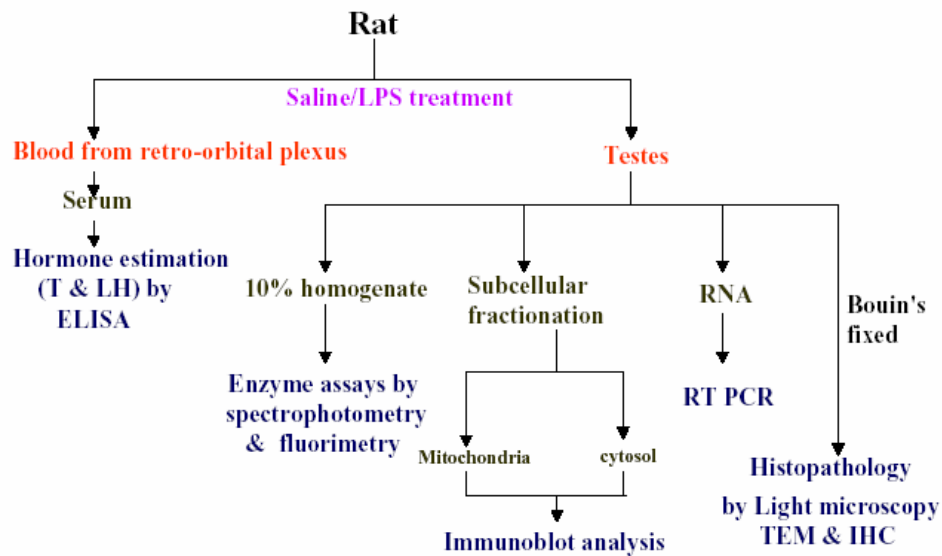 Rat
Saline/LPS treatment
Blood from retro-orbital plexus
Testes
Serum
Hormone estimation
(T & LH) by
ELISA
10% homogenate
Subcellular
fractionation
RNA
Bouin's
fixed
Enzyme assays by
spectrophotometry
& fluorimetry
RT PCR
Mitochondria
cytosol
Immunoblot analysis
Histopathology
by Light microscopy
TEM & IHC